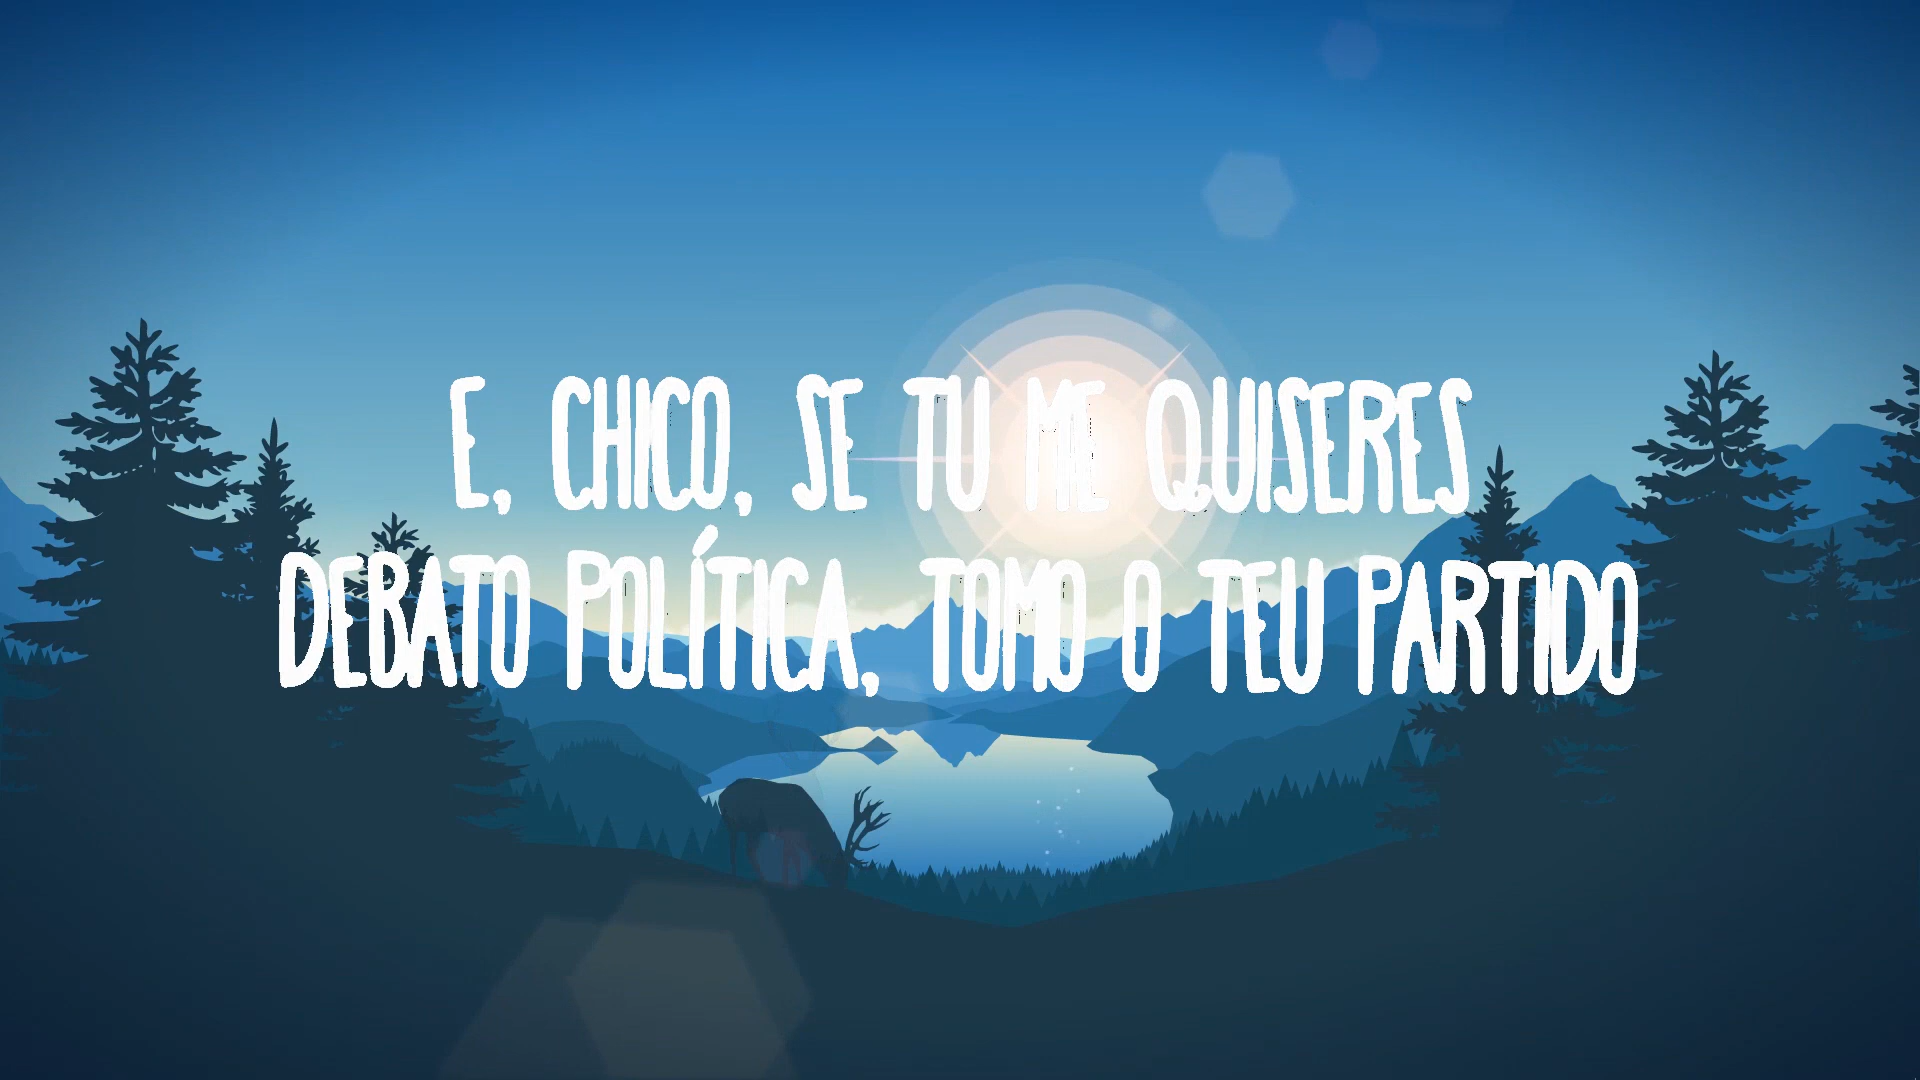 E, CHICO, SE TU ME QUISERES
DEBATO POLÍTICA, TOMO O TEU PARTIDO